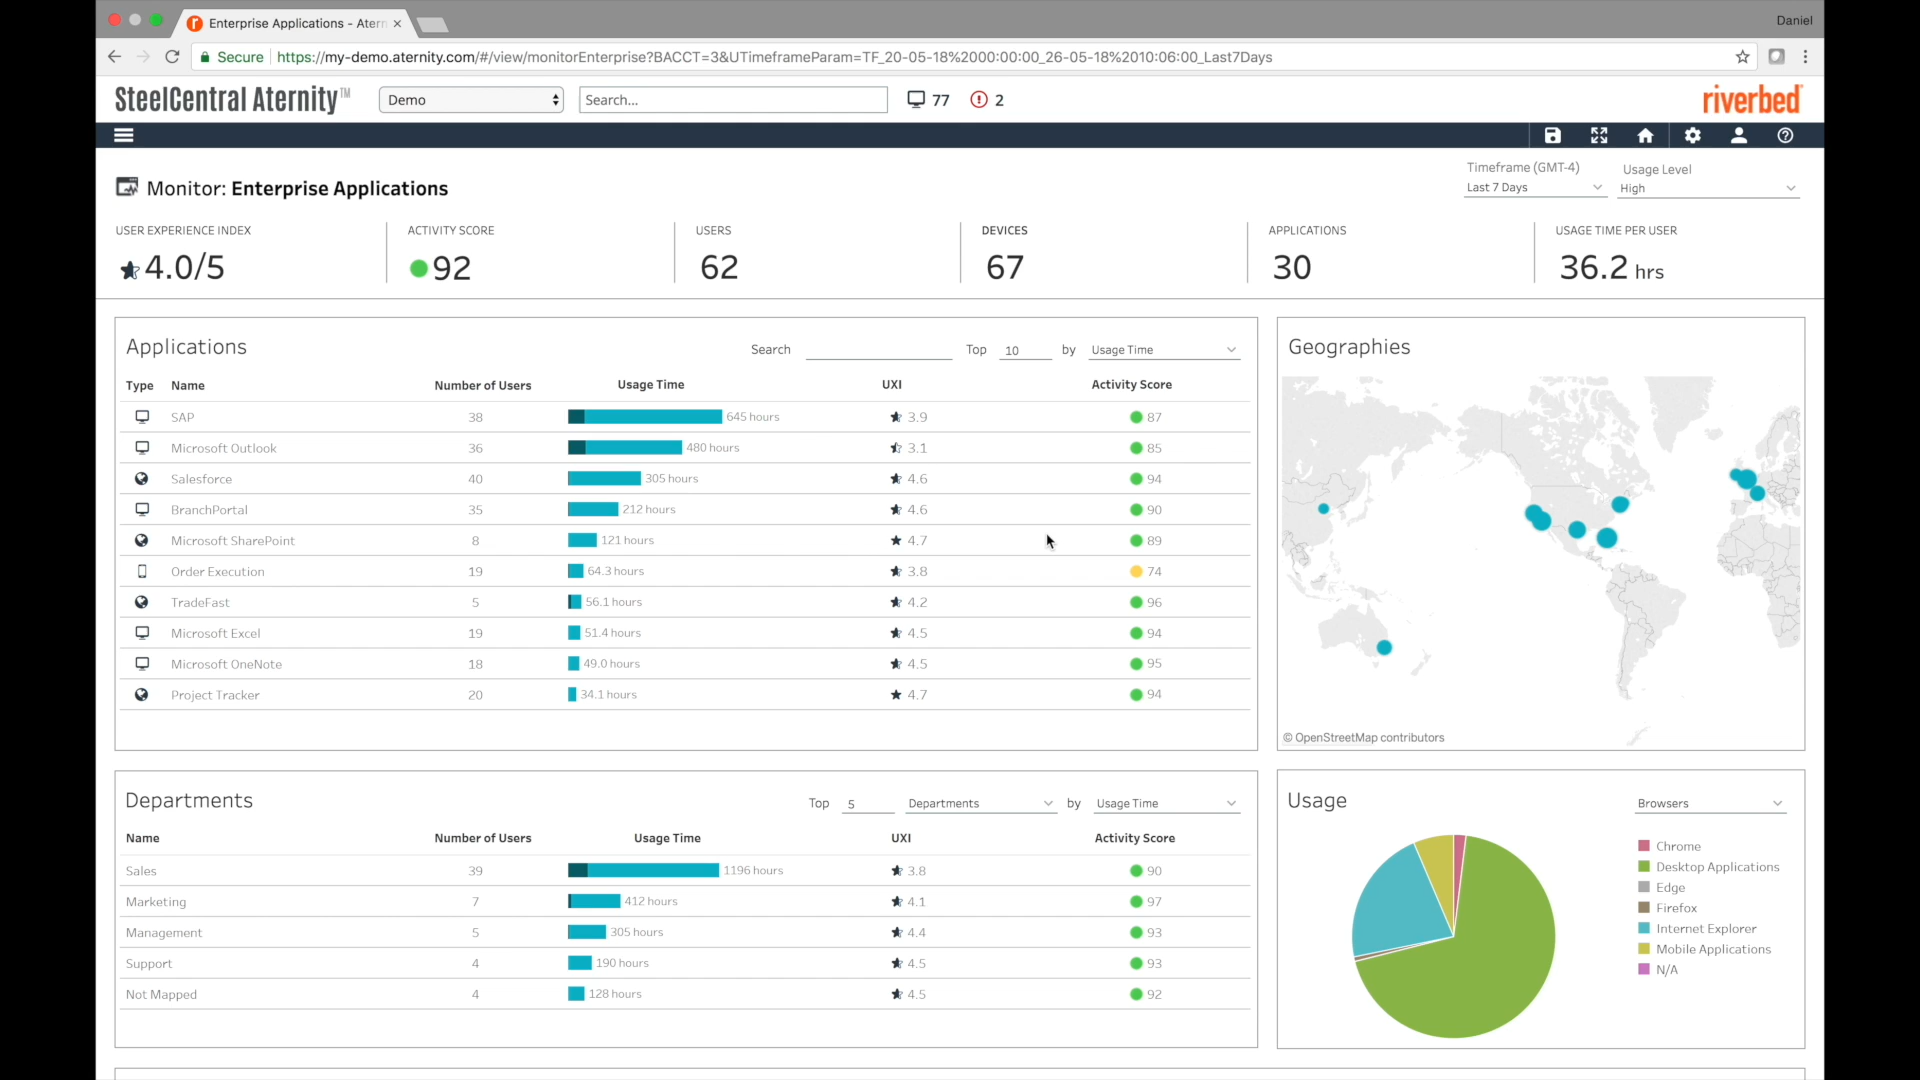 Enterprise Applications - Atern
Daniel
Secure https://my-demo.aternity.com/#/view/monitorEnterprise?BACCT=3&UTimeframeParam=TF_20-05-18%2000:00:00_26-05-18%2010:06:00_Last7Days
SteelCentral Aternity™ Demo Search... 77 2 riverbed
Monitor: Enterprise Applications
Timeframe (GMT-4) Usage Level
Last 7 Days High
USER EXPERIENCE INDEX ACTIVITY SCORE USERS DEVICES APPLICATIONS USAGE TIME PER USER
4.0/5 92 62 67 30 36.2 hrs
Applications Search Top 10 by Usage Time
Type Name Number of Users Usage Time UXI Activity Score
SAP 38 645 hours 3.9 87
Microsoft Outlook 36 480 hours 3.1 85
Salesforce 40 305 hours 4.6 94
BranchPortal 35 212 hours 4.6 90
Microsoft SharePoint 8 121 hours 4.7 89
Order Execution 19 64.3 hours 3.8 74
TradeFast 5 56.1 hours 4.2 96
Microsoft Excel 19 51.4 hours 4.5 94
Microsoft OneNote 18 49.0 hours 4.5 95
Project Tracker 20 34.1 hours 4.7 94
Geographies
© OpenStreetMap contributors
Departments Top 5 Departments by Usage Time
Name Number of Users Usage Time UXI Activity Score
Sales 39 1196 hours 3.8 90
Marketing 7 412 hours 4.1 97
Management 5 305 hours 4.4 93
Support 4 190 hours 4.5 93
Not Mapped 4 128 hours 4.5 92
Usage Browsers
Chrome
Desktop Applications
Edge
Firefox
Internet Explorer
Mobile Applications
N/A